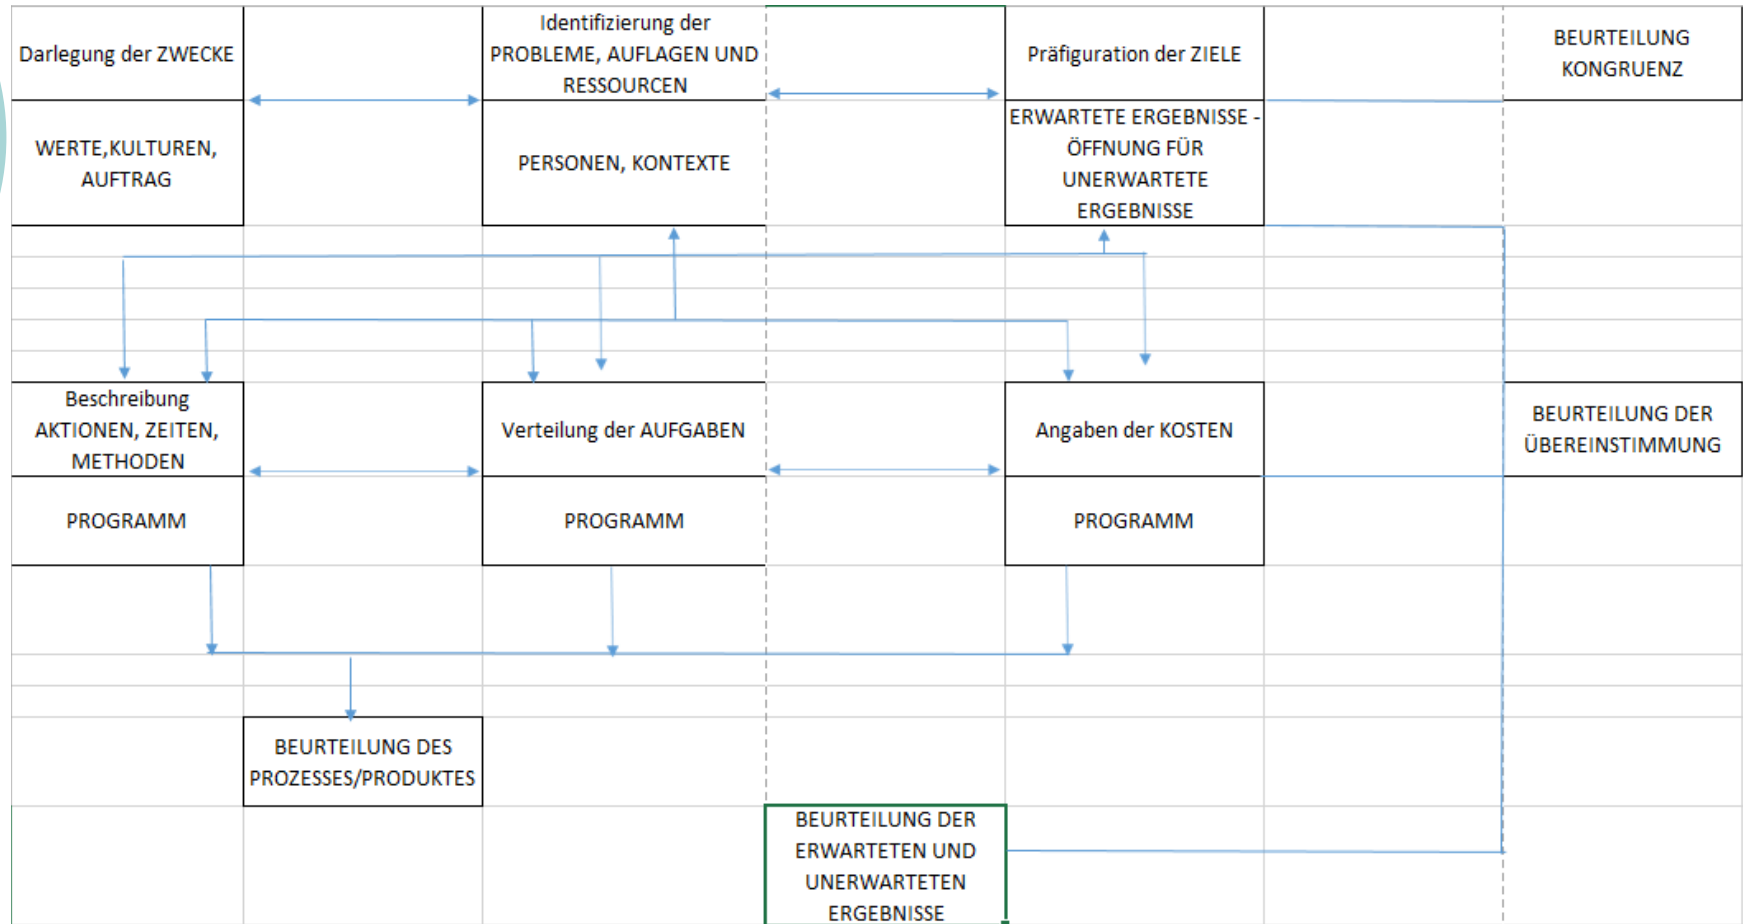 Darlegung der ZWECKE
Identifizierung der
PROBLEME, AUFLAGEN UND
RESSOURCEN
Präfiguration der ZIELE
BEURTEILUNG
KONGRUENZ
WERTE,KULTUREN,
AUFTRAG
PERSONEN, KONTEXTE
ERWARTETE ERGEBNISSE -
ÖFFNUNG FÜR
UNERWARTETE
ERGEBNISSE
Beschreibung
AKTIONEN, ZEITEN,
METHODEN
Verteilung der AUFGABEN
Angaben der KOSTEN
BEURTEILUNG DER
ÜBEREINSTIMMUNG
PROGRAMM
PROGRAMM
PROGRAMM
BEURTEILUNG DES
PROZESSES/PRODUKTES
BEURTEILUNG DER
ERWARTETEN UND
UNERWARTETEN
ERGEBNISSE